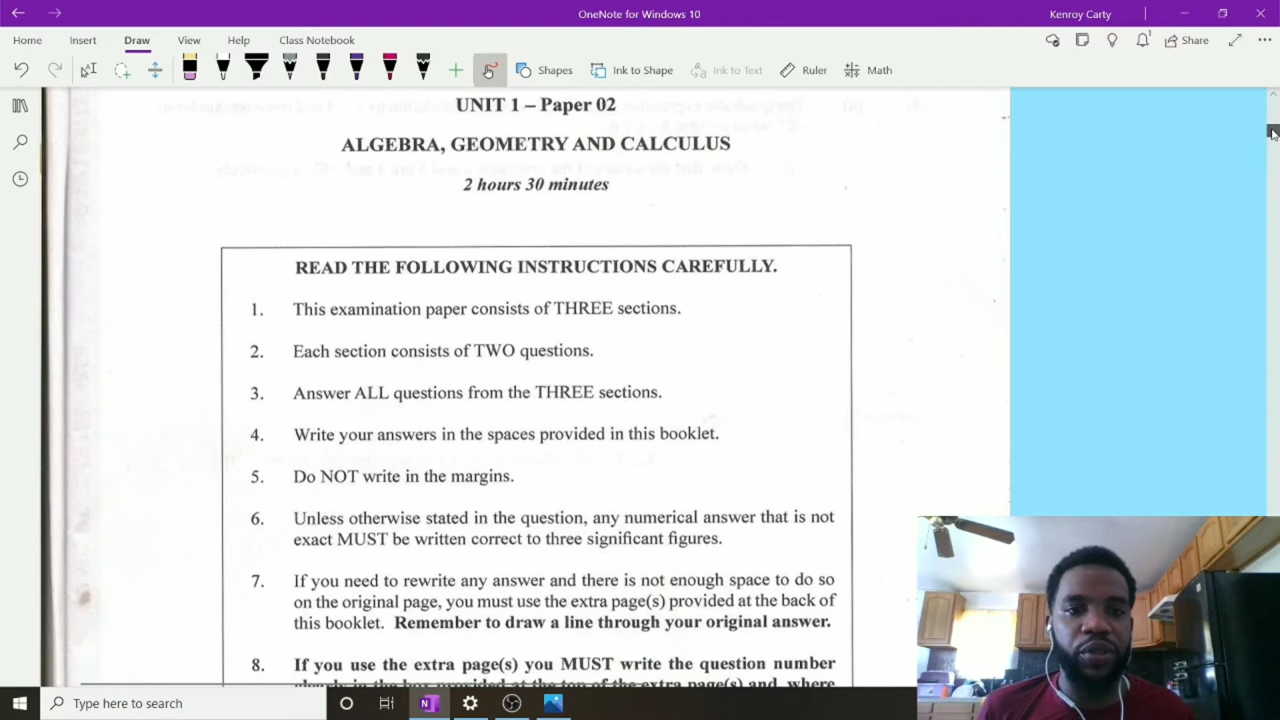 OneNote for Windows 10
Kenroy Carty
Home Insert Draw View Help Class Notebook
Share
Shapes Ink to Shape Ink to Text Ruler Math
UNIT 1 – Paper 02
ALGEBRA, GEOMETRY AND CALCULUS
2 hours 30 minutes
READ THE FOLLOWING INSTRUCTIONS CAREFULLY.
1. This examination paper consists of THREE sections.
2. Each section consists of TWO questions.
3. Answer ALL questions from the THREE sections.
4. Write your answers in the spaces provided in this booklet.
5. Do NOT write in the margins.
6. Unless otherwise stated in the question, any numerical answer that is not
exact MUST be written correct to three significant figures.
7. If you need to rewrite any answer and there is not enough space to do so
on the original page, you must use the extra page(s) provided at the back of
this booklet. Remember to draw a line through your original answer.
8. If you use the extra page(s) you MUST write the question number
Type here to search